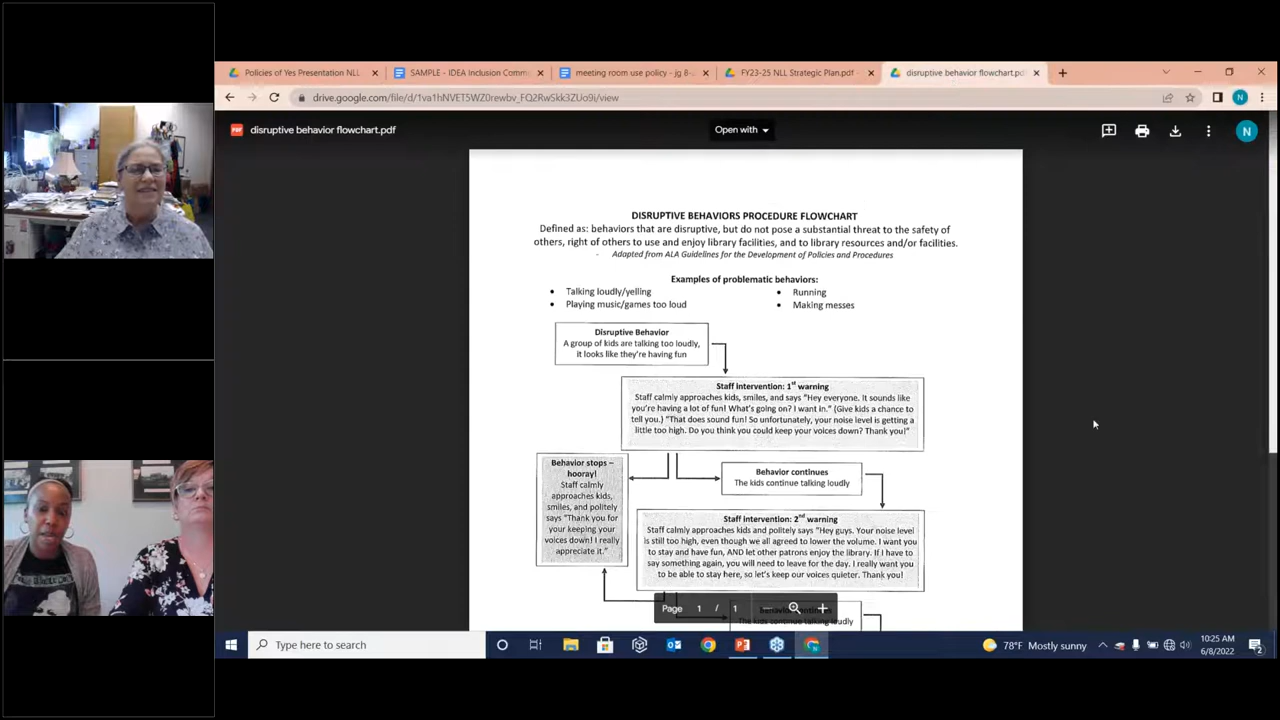 Policies of Yes Presentation NLL
SAMPLE - IDEA Inclusion Comm
meeting room use policy - jg 8-
FY23-25 NLL Strategic Plan.pdf -
disruptive behavior flowchart.pdf
drive.google.com/file/d/1va1hNVET5WZ0rewbv_FQ2RwSkk3ZUo9i/view
N
PDF disruptive behavior flowchart.pdf
Open with
N
DISRUPTIVE BEHAVIORS PROCEDURE FLOWCHART
Defined as: behaviors that are disruptive, but do not pose a substantial threat to the safety of
others, right of others to use and enjoy library facilities, and to library resources and/or facilities.
- Adapted from ALA Guidelines for the Development of Policies and Procedures
Examples of problematic behaviors:
• Talking loudly/yelling
• Playing music/games too loud
• Running
• Making messes
Disruptive Behavior
A group of kids are talking too loudly,
it looks like they're having fun
Staff intervention: 1st warning
Staff calmly approaches kids, smiles, and says "Hey everyone. It sounds like
you're having a lot of fun! What's going on? I want in." (Give kids a chance to
tell you.) "That does sound fun! So unfortunately, your noise level is getting a
little too high. Do you think you could keep your voices down? Thank you!"
Behavior stops –
hooray!
Staff calmly
approaches kids,
smiles, and politely
says "Thank you for
your keeping your
voices down! I really
appreciate it."
Behavior continues
The kids continue talking loudly
Staff intervention: 2nd warning
Staff calmly approaches kids and politely says "Hey guys. Your noise level
is still too high, even though we all agreed to lower the volume. I want you
to stay and have fun, AND let other patrons enjoy the library. If I have to
say something again, you will need to leave for the day. I really want you
to be able to stay here, so let's keep our voices quieter. Thank you!
Behavior continues
The kids continue talking loudly
Page 1 / 1
Type here to search
78°F Mostly sunny
10:25 AM
6/8/2022
2